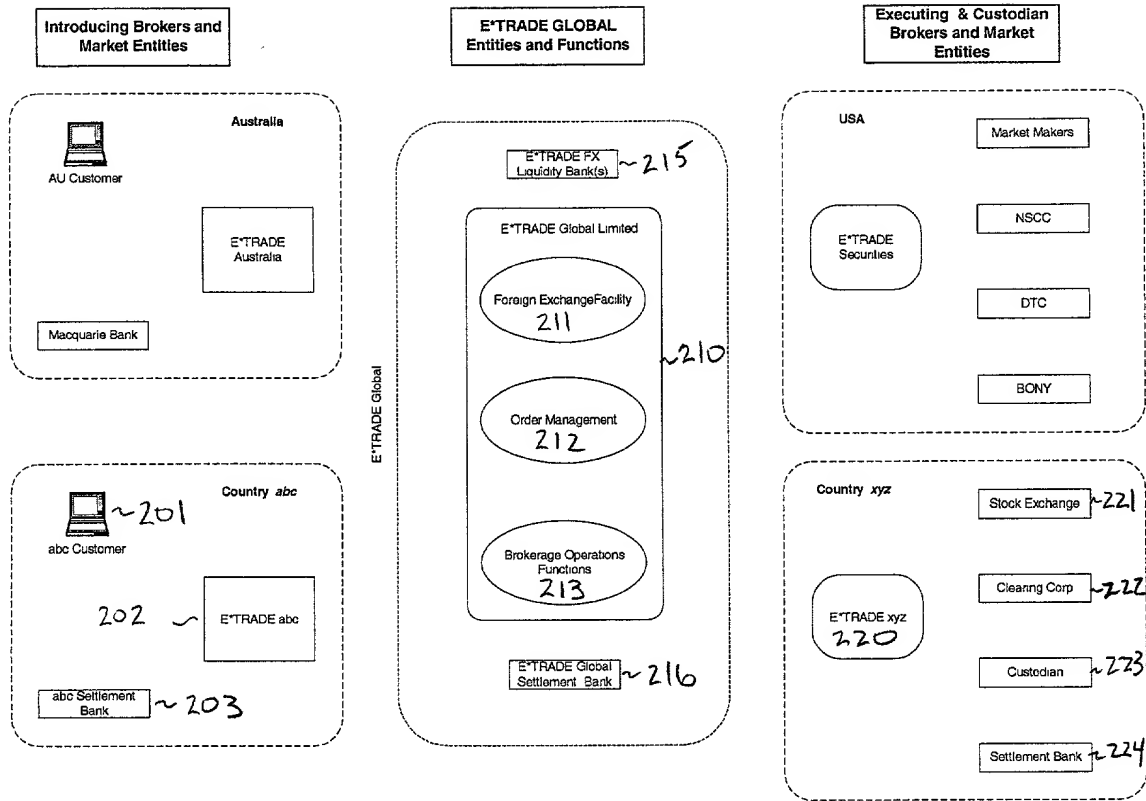 Introducing Brokers and
Market Entities
E*TRADE GLOBAL
Entities and Functions
Executing & Custodian
Brokers and Market
Entities
Australia
AU Customer
E*TRADE
Australia
Macquarie Bank
Country abc
~201
abc Customer
202 ~
E*TRADE abc
abc Settlement
Bank
~203
E*TRADE Global
E*TRADE FX
Liquidity Bank(s)
~215
E*TRADE Global Limited
Foreign ExchangeFacility
211
~210
Order Management
212
Brokerage Operations
Functions
213
E*TRADE Global
Settlement Bank
~216
USA
Market Makers
E*TRADE
Securities
NSCC
DTC
BONY
Country xyz
Stock Exchange
~221
Clearing Corp
~222
E*TRADE xyz
220
Custodian
~223
Settlement Bank
~224